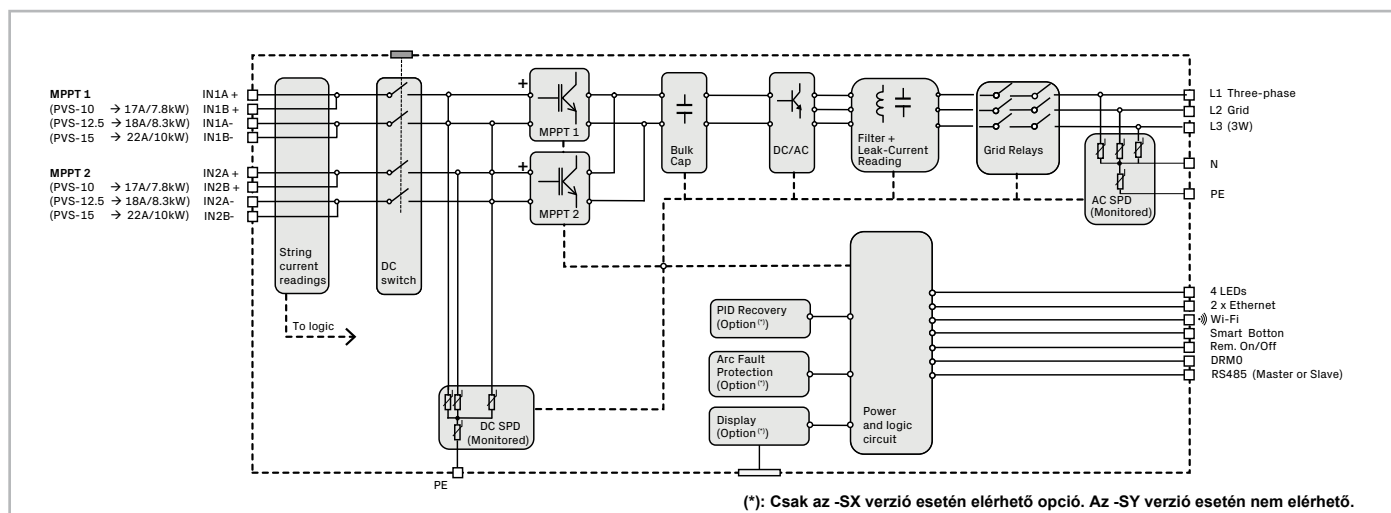 MPPT 1
IN1A +
(PVS-10 → 17A/7.8kW) IN1B +
(PVS-12.5 → 18A/8.3kW) IN1A-
(PVS-15 → 22A/10kW) IN1B-
MPPT 2
IN2A +
(PVS-10 → 17A/7.8kW) IN2B +
(PVS-12.5 → 18A/8.3kW) IN2A-
(PVS-15 → 22A/10kW) IN2B-
String
current
readings
To logic
DC
switch
+
MPPT 1
+
MPPT 2
Bulk
Cap
DC/AC
Filter +
Leak-Current
Reading
Grid Relays
L1 Three-phase
L2 Grid
L3 (3W)
N
PE
AC SPD
(Monitored)
DC SPD
(Monitored)
PE
PID Recovery
(Option (*))
Arc Fault
Protection
(Option (*))
Display
(Option (*))
Power
and logic
circuit
4 LEDs
2 x Ethernet
Wi-Fi
Smart Botton
Rem. On/Off
DRM0
RS485 (Master or Slave)
(*): Csak az -SX verzió esetén elérhető opció. Az -SY verzió esetén nem elérhető.